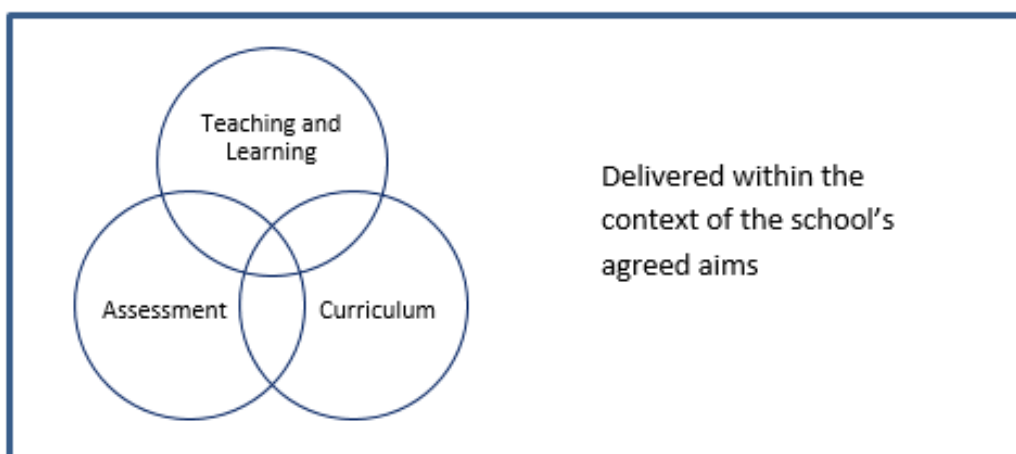 Teaching and
Learning
Assessment
Curriculum
Delivered within the
context of the school’s
agreed aims